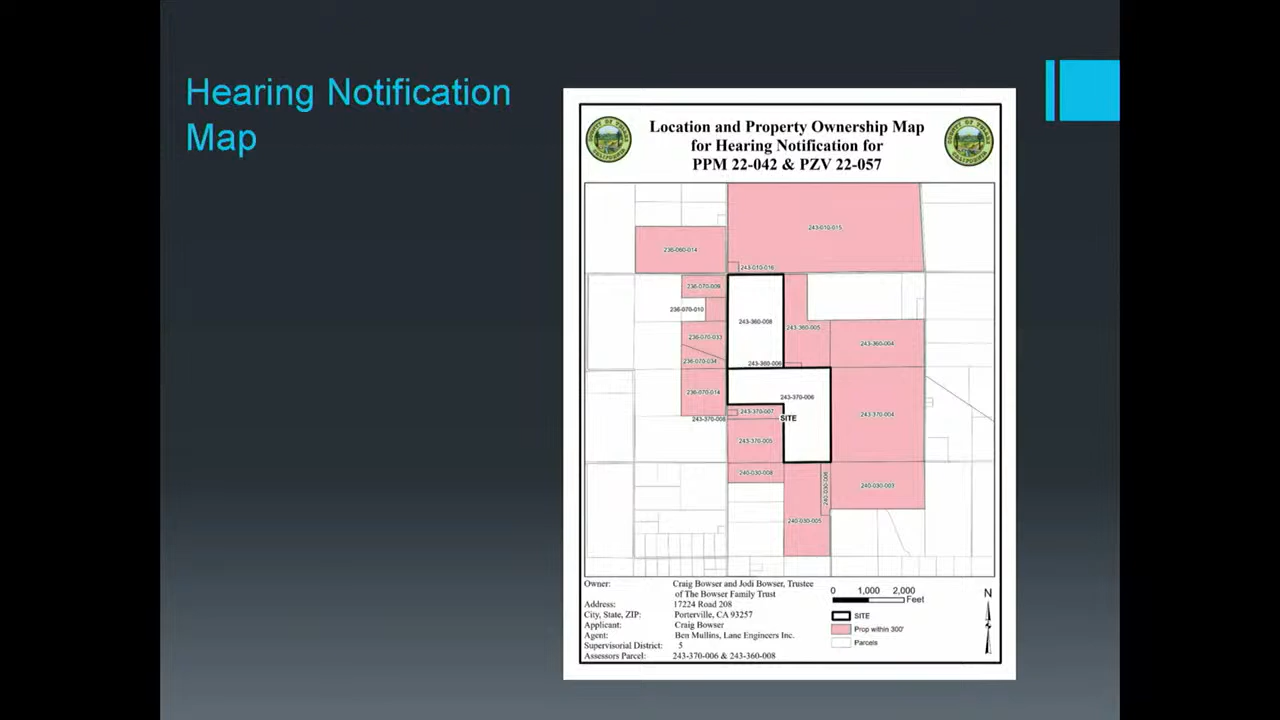 Hearing Notification
Map
Location and Property Ownership Map
for Hearing Notification for
PPM 22-042 & PZV 22-057
243-010-015
236-060-014
243-010-016
236-070-010
243-360-008
236-070-033
243-360-005
243-360-004
236-070-034
243-360-006
236-070-014
243-370-006
243-370-007
243-370-004
243-370-008
SITE
243-370-005
240-030-008
240-030-006
240-030-003
240-030-005
Owner: Craig Bowser and Jodi Bowser, Trustee
of The Bowser Family Trust
Address: 17224 Road 208
City, State, ZIP: Porterville, CA 93257
Applicant: Craig Bowser
Agent: Ben Mullins, Lane Engineers Inc.
Supervisorial District: 5
Assessors Parcel: 243-370-006 & 243-360-008
0 1,000 2,000
Feet
SITE
Prop within 300'
Parcels
N